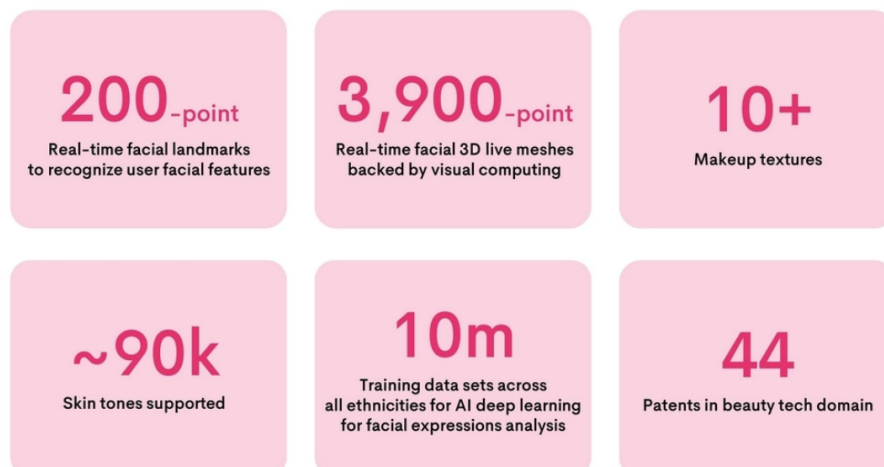 200-point
Real-time facial landmarks
to recognize user facial features
3,900-point
Real-time facial 3D live meshes
backed by visual computing
10+
Makeup textures
~90k
Skin tones supported
10m
Training data sets across
all ethnicities for AI deep learning
for facial expressions analysis
44
Patents in beauty tech domain